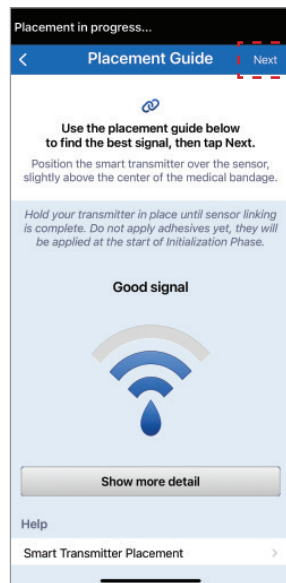 Placement in progress...
Placement Guide
Next
Use the placement guide below
to find the best signal, then tap Next.
Position the smart transmitter over the sensor,
slightly above the center of the medical bandage.
Hold your transmitter in place until sensor linking
is complete. Do not apply adhesives yet, they will
be applied at the start of Initialization Phase.
Good signal
Show more detail
Help
Smart Transmitter Placement